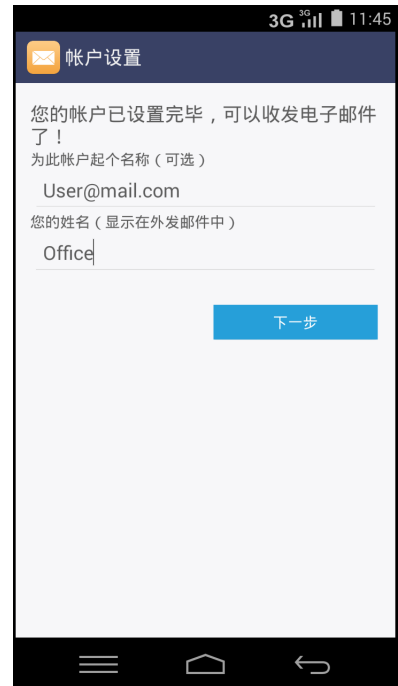 3G 3G 11:45
帐户设置
您的帐户已设置完毕，可以收发电子邮件
了！
为此帐户起个名称（可选）
User@mail.com
您的姓名（显示在外发邮件中）
Office
下一步